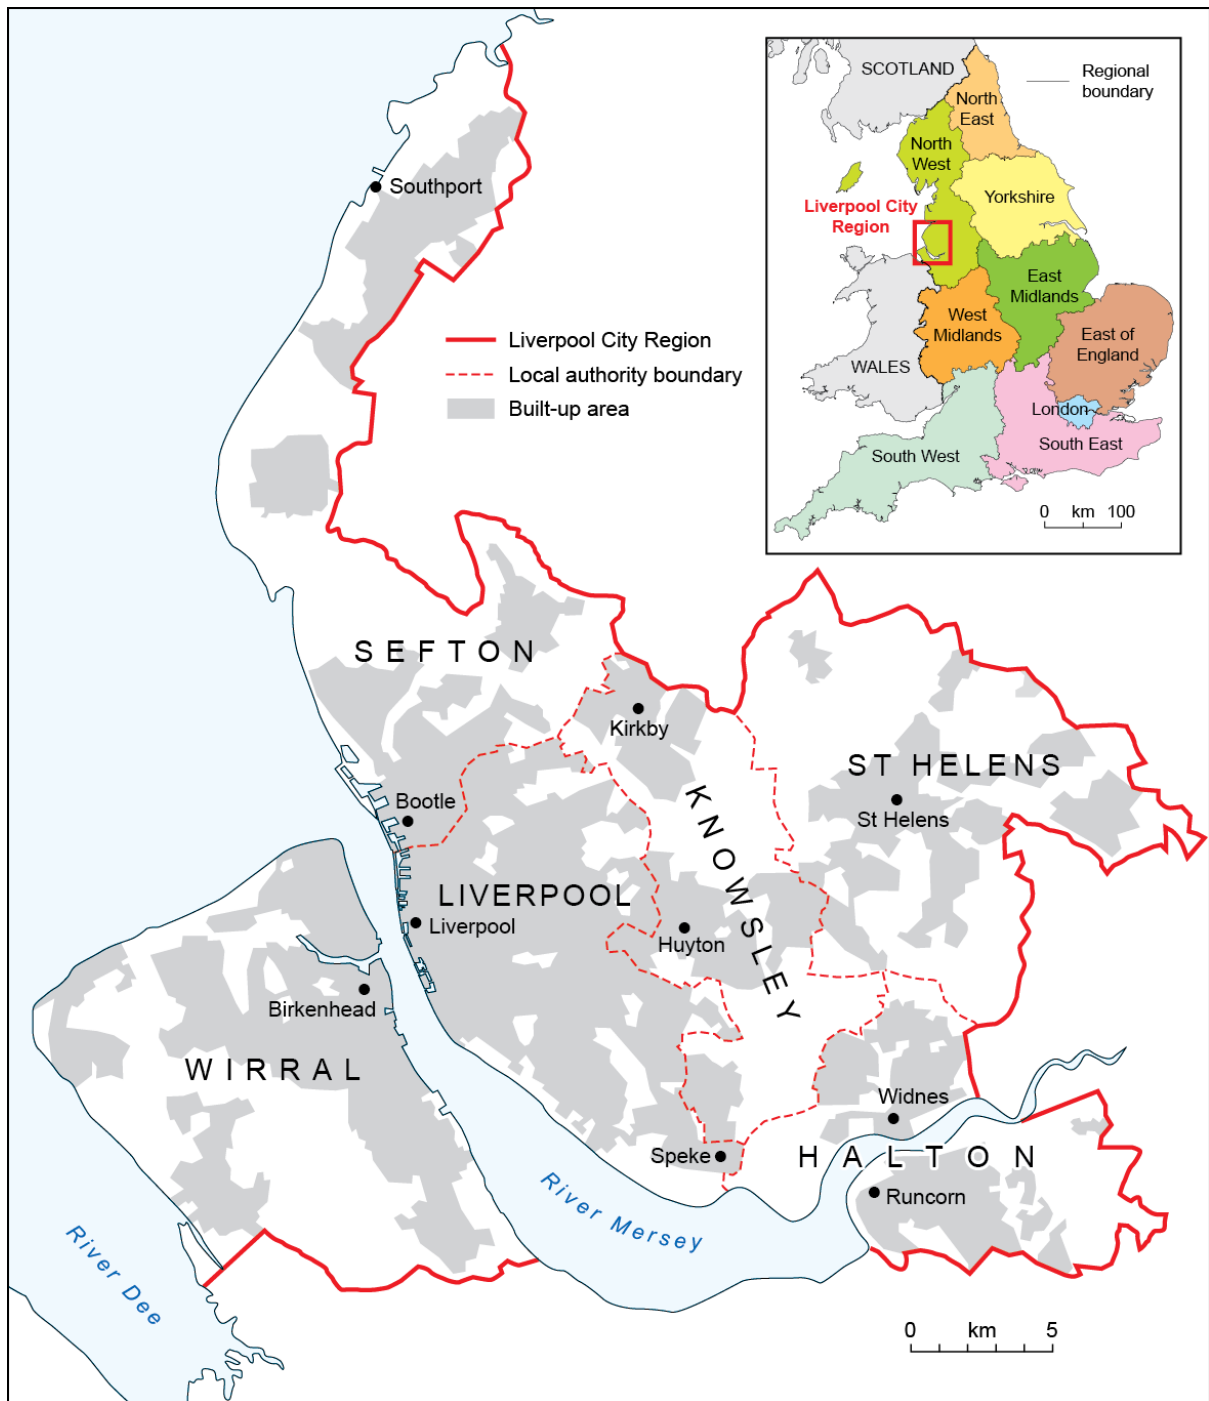 SCOTLAND
Regional
boundary
North
East
North
West
Yorkshire
Liverpool City
Region
East
Midlands
West
Midlands
East of
England
WALES
London
South East
South West
0 km 100
Southport
Liverpool City Region
Local authority boundary
Built-up area
SEFTON
Kirkby
ST HELENS
St Helens
KNOWSLEY
Bootle
LIVERPOOL
Liverpool
Huyton
Birkenhead
WIRRAL
Widnes
Speke
HALTON
Runcorn
River Mersey
River Dee
0 km 5